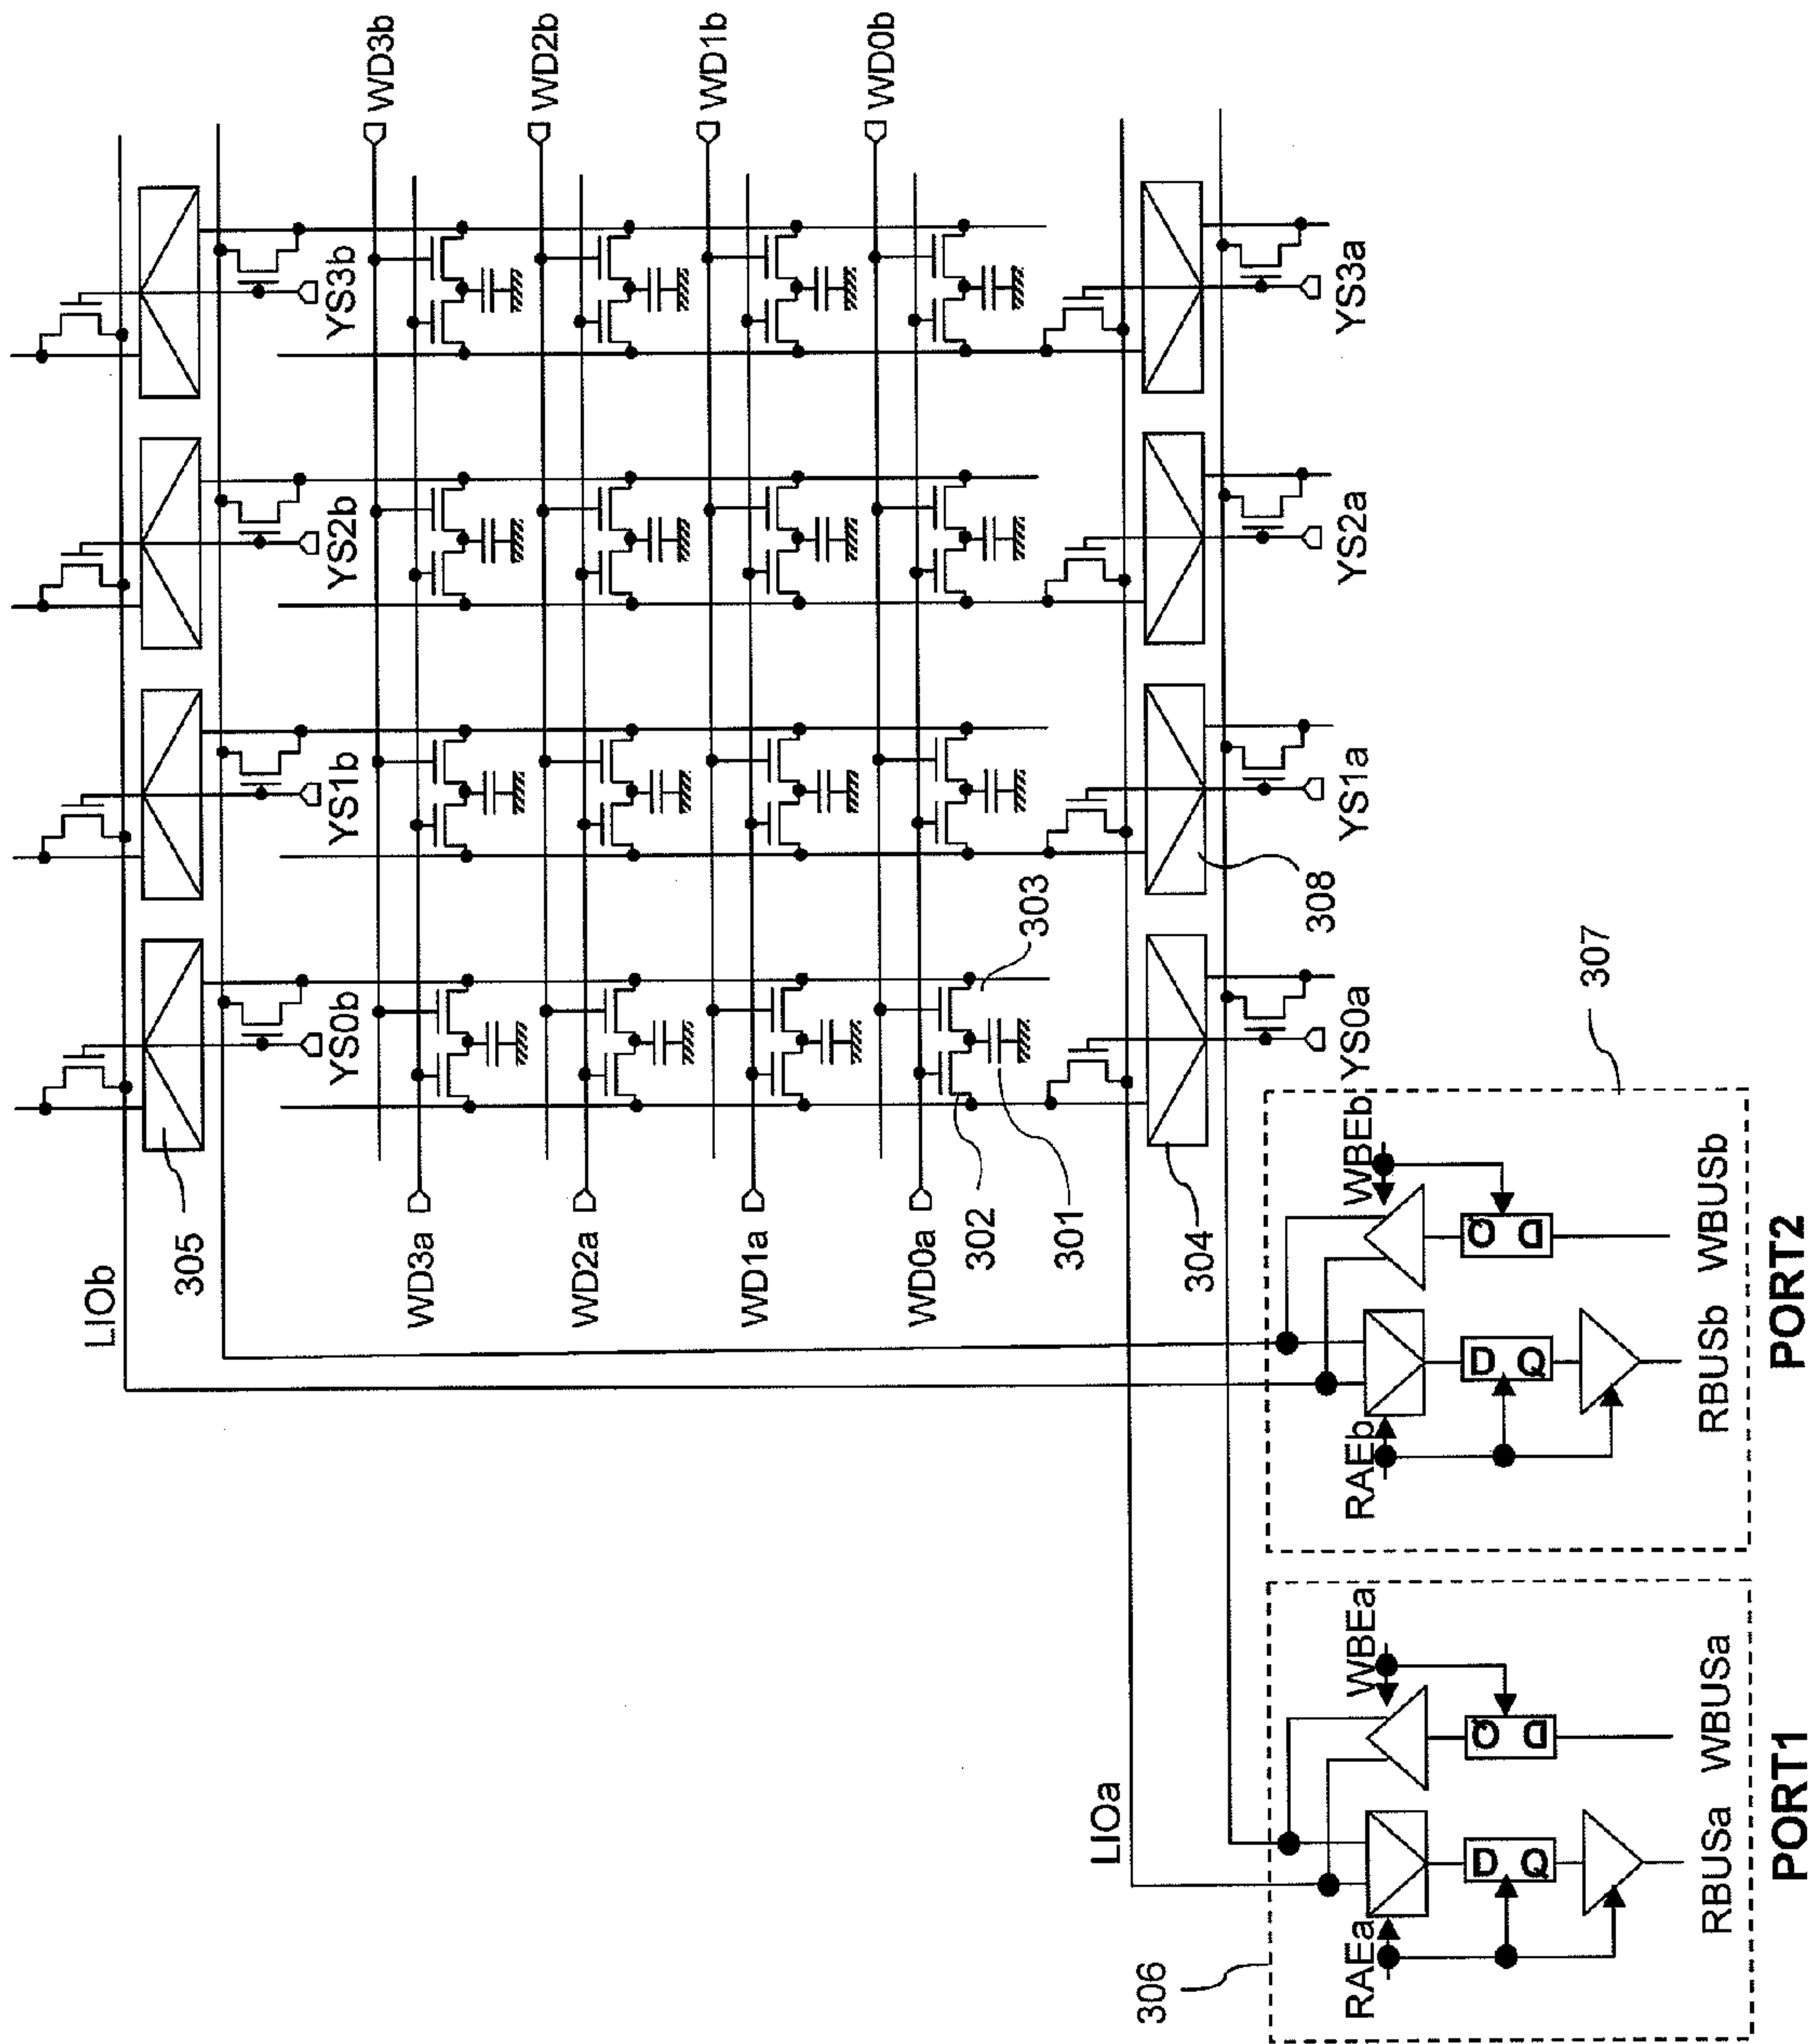 WD3b
WD2b
WD1b
WD0b
YS3b
YS2b
YS1b
YS0b
LIOb
305
WD3a
WD2a
WD1a
WD0a
303
302
301
304
308
YS3a
YS2a
YS1a
YS0a
307
LIOa
306
RAEa
WBEa
D Q
Q D
RBUSa WBUSa
PORT1
RAEb
WBEb
D Q
Q D
RBUSb WBUSb
PORT2